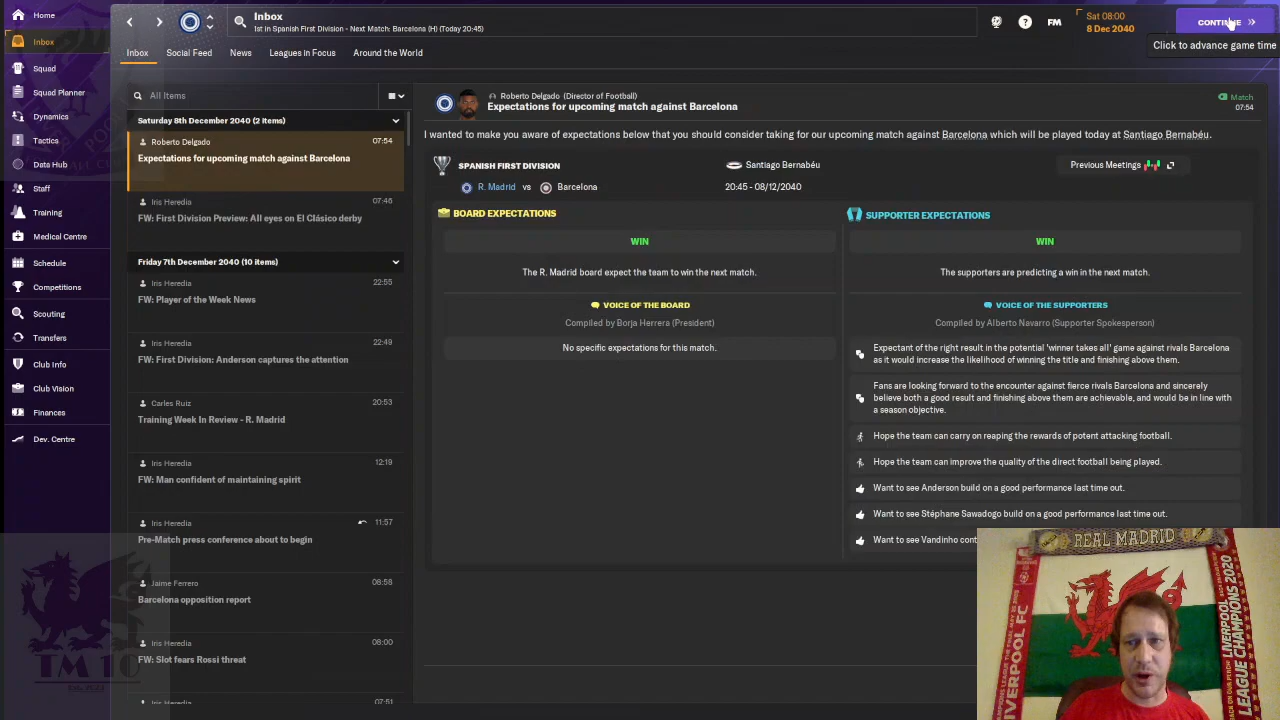 Home
Inbox
Squad
Squad Planner
Dynamics
Tactics
Data Hub
Staff
Training
Medical Centre
Schedule
Competitions
Scouting
Transfers
Club Info
Club Vision
Finances
Dev. Centre
TM 10
Inbox
1st in Spanish First Division - Next Match: Barcelona (H) (Today 20:45)
FM
Sat 08:00
8 Dec 2040
CONTINUE
Click to advance game time
Inbox
Social Feed
News
Leagues in Focus
Around the World
All Items
Saturday 8th December 2040 (2 items)
Roberto Delgado
07:54
Expectations for upcoming match against Barcelona
Iris Heredia
07:46
FW: First Division Preview: All eyes on El Clásico derby
Friday 7th December 2040 (10 items)
Iris Heredia
22:55
FW: Player of the Week News
Iris Heredia
22:49
FW: First Division: Anderson captures the attention
Carles Ruiz
20:53
Training Week In Review - R. Madrid
Iris Heredia
12:19
FW: Man confident of maintaining spirit
Iris Heredia
11:57
Pre-Match press conference about to begin
Jaime Ferrero
08:58
Barcelona opposition report
Iris Heredia
08:00
FW: Slot fears Rossi threat
Iris Heredia
07:51
Roberto Delgado (Director of Football)
Expectations for upcoming match against Barcelona
Match
07:54
I wanted to make you aware of expectations below that you should consider taking for our upcoming match against Barcelona which will be played today at Santiago Bernabéu.
SPANISH FIRST DIVISION
Santiago Bernabéu
Previous Meetings
R. Madrid vs Barcelona
20:45 - 08/12/2040
BOARD EXPECTATIONS
WIN
The R. Madrid board expect the team to win the next match.
VOICE OF THE BOARD
Compiled by Borja Herrera (President)
No specific expectations for this match.
SUPPORTER EXPECTATIONS
WIN
The supporters are predicting a win in the next match.
VOICE OF THE SUPPORTERS
Compiled by Alberto Navarro (Supporter Spokesperson)
Expectant of the right result in the potential 'winner takes all' game against rivals Barcelona
as it would increase the likelihood of winning the title and finishing above them.
Fans are looking forward to the encounter against fierce rivals Barcelona and sincerely
believe both a good result and finishing above them are achievable, and would be in line with
a season objective.
Hope the team can carry on reaping the rewards of potent attacking football.
Hope the team can improve the quality of the direct football being played.
Want to see Anderson build on a good performance last time out.
Want to see Stéphane Sawadogo build on a good performance last time out.
Want to see Vandinho
REAL MADRID
LIVERPOOL FC
LIVERPOOL
LEAGUE CHAMPIONS 2020